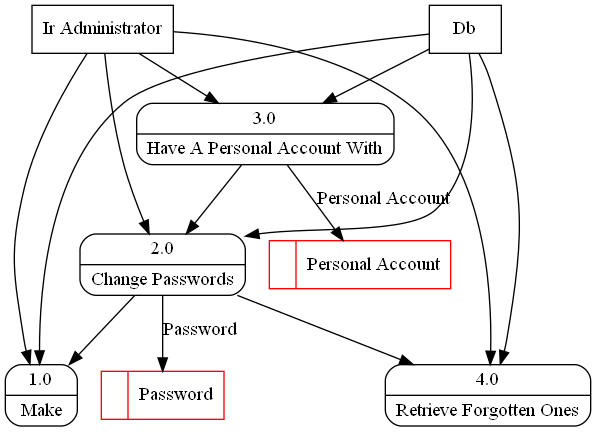 Ir Administrator
Db
3.0
Have A Personal Account With
Personal Account
2.0
Change Passwords
Personal Account
Password
1.0
Make
Password
4.0
Retrieve Forgotten Ones